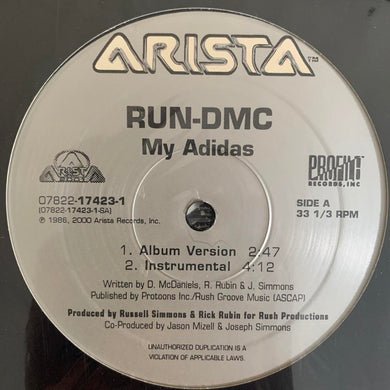 ARISTA TM
RUN-DMC
My Adidas
ARISTA
07822-17423-1
(07822-17423-1-SA)
℗ 1986, 2000 Arista Records, Inc.
PROFILE
RECORDS, INC
SIDE A
33 1/3 RPM
1. Album Version 2:47
2. Instrumental 4:12
Written by D. McDaniels, R. Rubin & J. Simmons
Published by Protoons Inc/Rush Groove Music (ASCAP)
Produced by Russell Simmons & Rick Rubin for Rush Productions
Co-Produced by Jason Mizell & Joseph Simmons
UNAUTHORIZED DUPLICATION IS A
VIOLATION OF APPLICABLE LAWS.